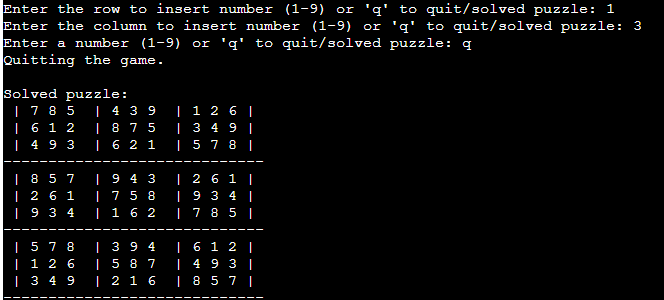 Enter the row to insert number (1-9) or 'q' to quit/solved puzzle: 1
Enter the column to insert number (1-9) or 'q' to quit/solved puzzle: 3
Enter a number (1-9) or 'q' to quit/solved puzzle: q
Quitting the game.

Solved puzzle:
 | 7 8 5  | 4 3 9  | 1 2 6 |
 | 6 1 2  | 8 7 5  | 3 4 9 |
 | 4 9 3  | 6 2 1  | 5 7 8 |
------------------------------
 | 8 5 7  | 9 4 3  | 2 6 1 |
 | 2 6 1  | 7 5 8  | 9 3 4 |
 | 9 3 4  | 1 6 2  | 7 8 5 |
------------------------------
 | 5 7 8  | 3 9 4  | 6 1 2 |
 | 1 2 6  | 5 8 7  | 4 9 3 |
 | 3 4 9  | 2 1 6  | 8 5 7 |
------------------------------